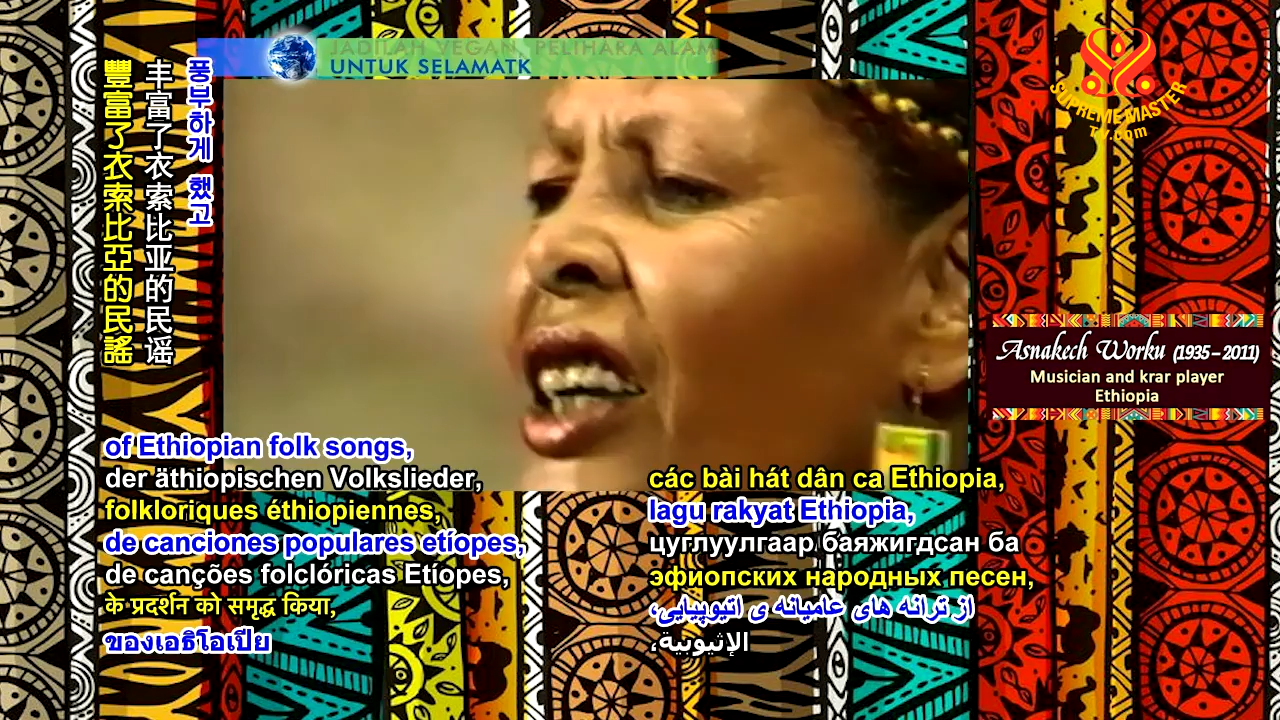 JADILAH VEGAN, PELIHARA ALAM
UNTUK SELAMATK
SUPREME MASTER
TV.com
豐富了衣索比亞的民謠
丰富了衣索比亚的民谣
풍부하게 했고
Asnakech Worku (1935–2011)
Musician and krar player
Ethiopia
of Ethiopian folk songs,
der äthiopischen Volkslieder,
folkloriques éthiopiennes,
de canciones populares etíopes,
de canções folclóricas Etíopes,
के प्रदर्शन को समृद्ध किया,
ของเอธิโอเปีย
các bài hát dân ca Ethiopia,
lagu rakyat Ethiopia,
цуглуулгаар баяжигдсан ба
эфиопских народных песен,
از ترانه های عامیانه ی اتیوپیایی،
الإثيوبية،